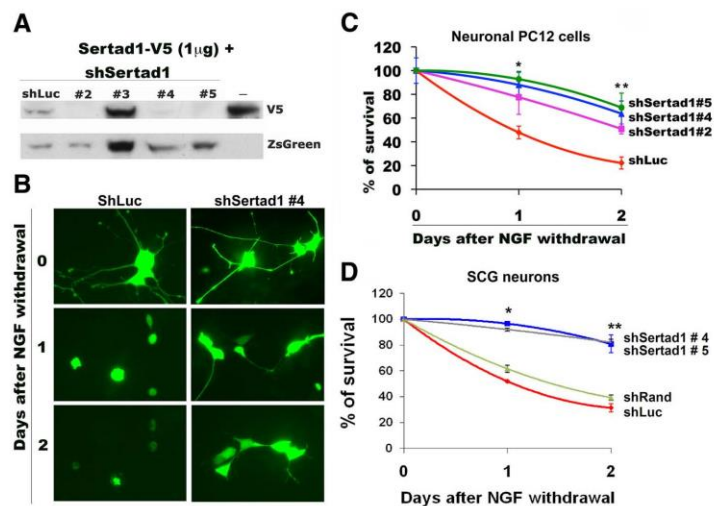 A
Sertad1-V5 (1µg) +
shSertad1
shLuc #2 #3 #4 #5 –
V5
ZsGreen
B
ShLuc shSertad1 #4
Days after NGF withdrawal
0
1
2
C
Neuronal PC12 cells
% of survival
120
100
80
60
40
20
0
*
**
shSertad1#5
shSertad1#4
shSertad1#2
shLuc
0 1 2
Days after NGF withdrawal
D
SCG neurons
% of survival
120
100
80
60
40
20
0
*
**
shSertad1 # 4
shSertad1 # 5
shRand
shLuc
0 1 2
Days after NGF withdrawal